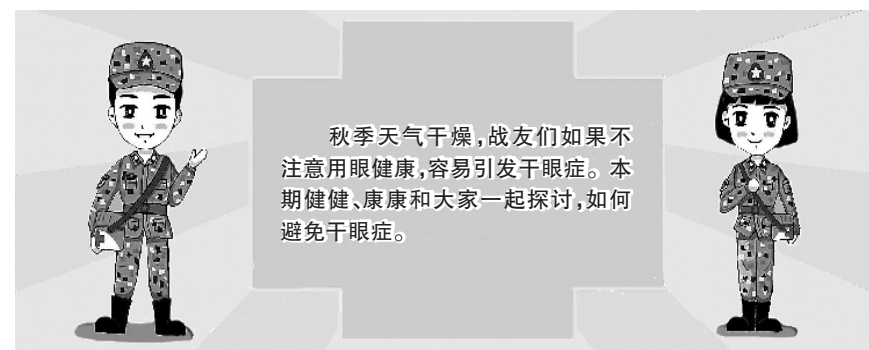 秋季天气干燥,战友们如果不
注意用眼健康,容易引发干眼症。本
期健健、康康和大家一起探讨,如何
避免干眼症。